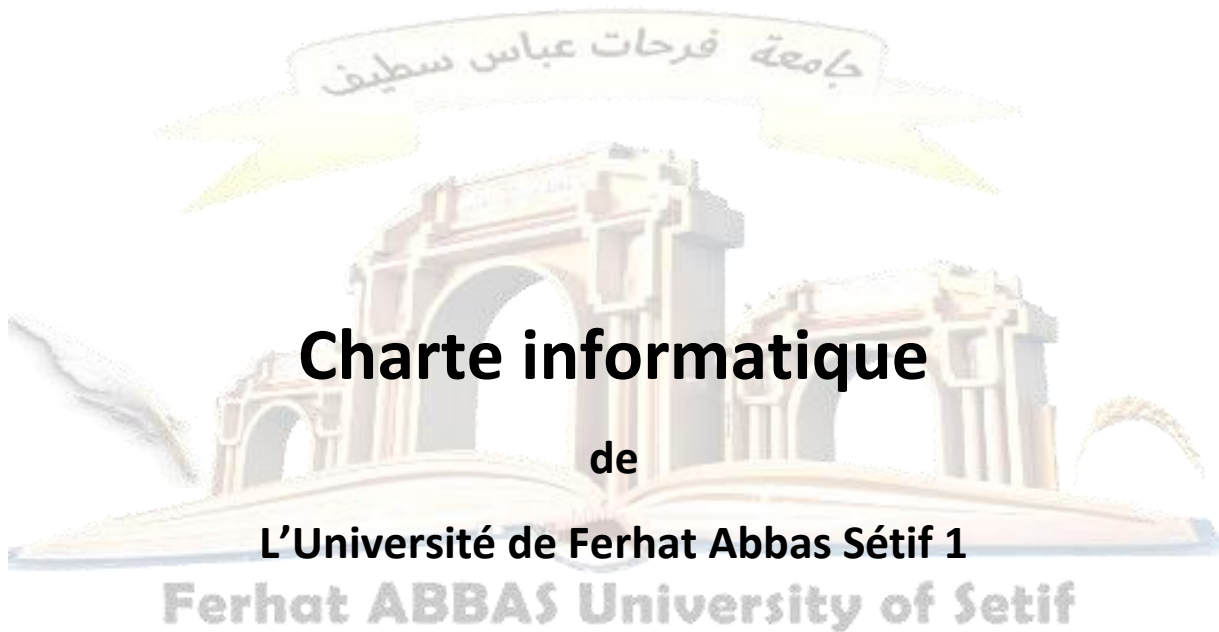 جامعة فرحات عباس سطيف
Charte informatique
de
L’Université de Ferhat Abbas Sétif 1
Ferhat ABBAS University of Setif